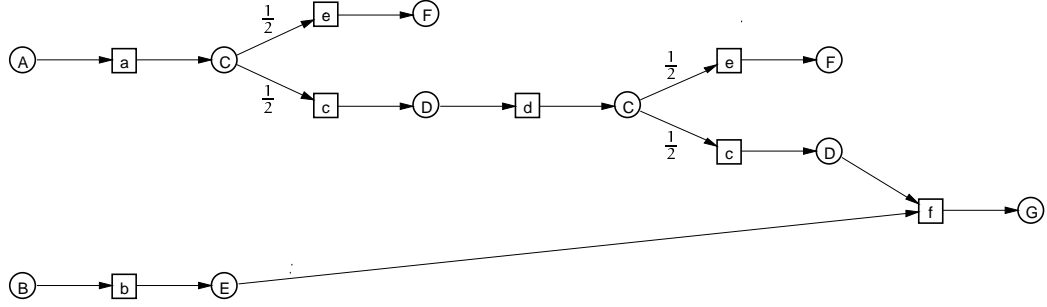 1/2 e F
A a C 1/2 e F
1/2 c D d C
1/2 c D
f G
B b E